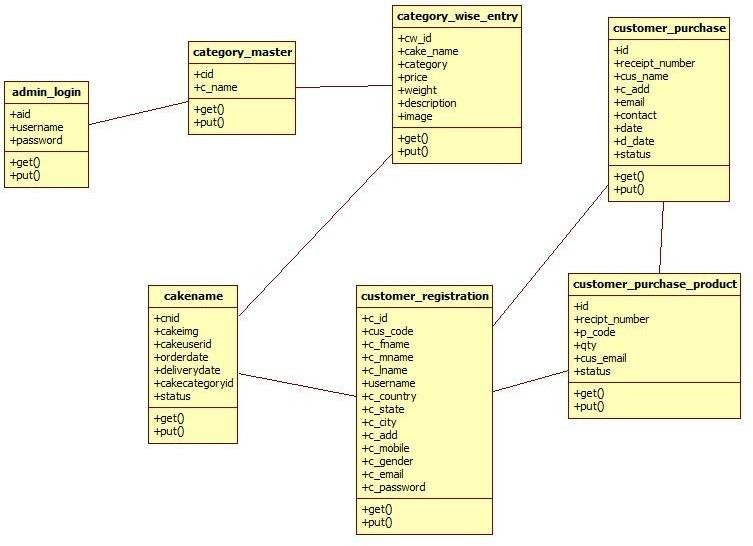 admin_login
+aid
+username
+password
+get()
+put()
category_master
+cid
+c_name
+get()
+put()
category_wise_entry
+cw_id
+cake_name
+category
+price
+weight
+description
+image
+get()
+put()
customer_purchase
+id
+receipt_number
+cus_name
+c_add
+email
+contact
+date
+d_date
+status
+get()
+put()
cakename
+cnid
+cakeimg
+cakeuserid
+orderdate
+deliverydate
+cakecategoryid
+status
+get()
+put()
customer_registration
+c_id
+cus_code
+c_fname
+c_mname
+c_lname
+username
+c_country
+c_state
+c_city
+c_add
+c_mobile
+c_gender
+c_email
+c_password
+get()
+put()
customer_purchase_product
+id
+recipt_number
+p_code
+qty
+cus_email
+status
+get()
+put()